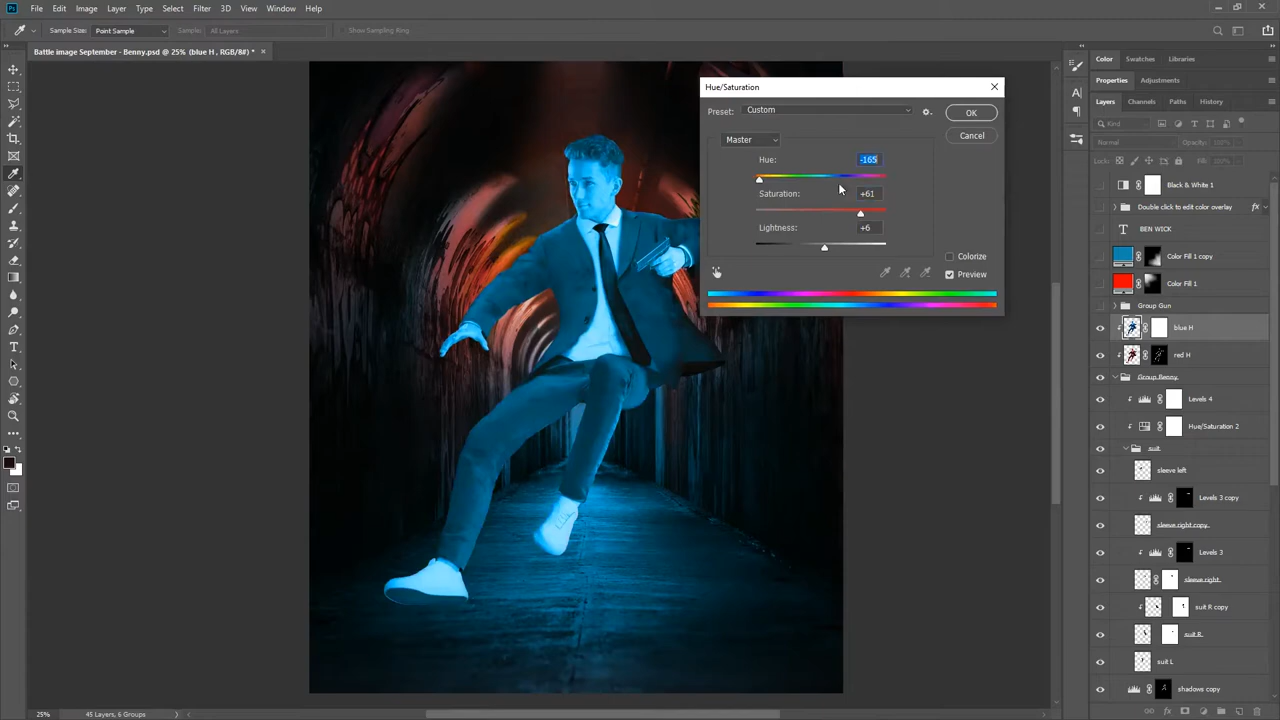 File Edit Image Layer Type Select Filter 3D View Window Help
Sample Size: Point Sample Sample: All Layers Show Sampling Ring
Battle image September - Benny.psd @ 25% (blue H , RGB/8#) * ×
Hue/Saturation
Preset: Custom
OK
Cancel
Master
Hue: -165
Saturation: +61
Lightness: +6
Colorize
Preview
Color Swatches Libraries
Properties Adjustments
Layers Channels Paths History
Kind
Normal Opacity: 100%
Lock: Fill: 100%
Black & White 1
Double click to edit color overlay fx
BEN WICK
Color Fill 1 copy
Color Fill 1
Group Gun
blue H
red H
Group Benny
Levels 4
Hue/Saturation 2
suit
sleeve left
Levels 3 copy
sleeve right copy
Levels 3
sleeve right
suit R copy
suit R
suit L
shadows copy
25% 45 Layers, 6 Groups